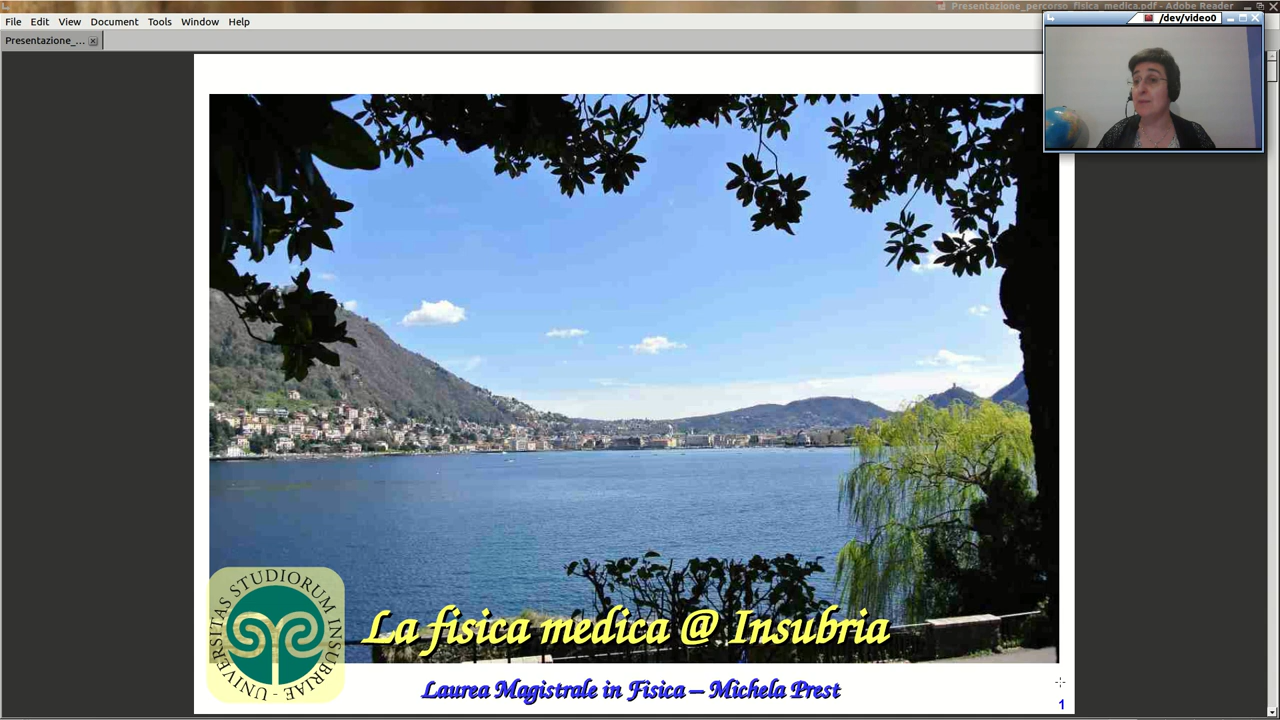 Presentazione_percorso_fisica_medica.pdf - Adobe Reader
File Edit View Document Tools Window Help
/dev/video0
Presentazione_...
UNIVERSITAS STUDIORUM INSUBRIAE
La fisica medica @ Insubria
Laurea Magistrale in Fisica – Michela Prest
1